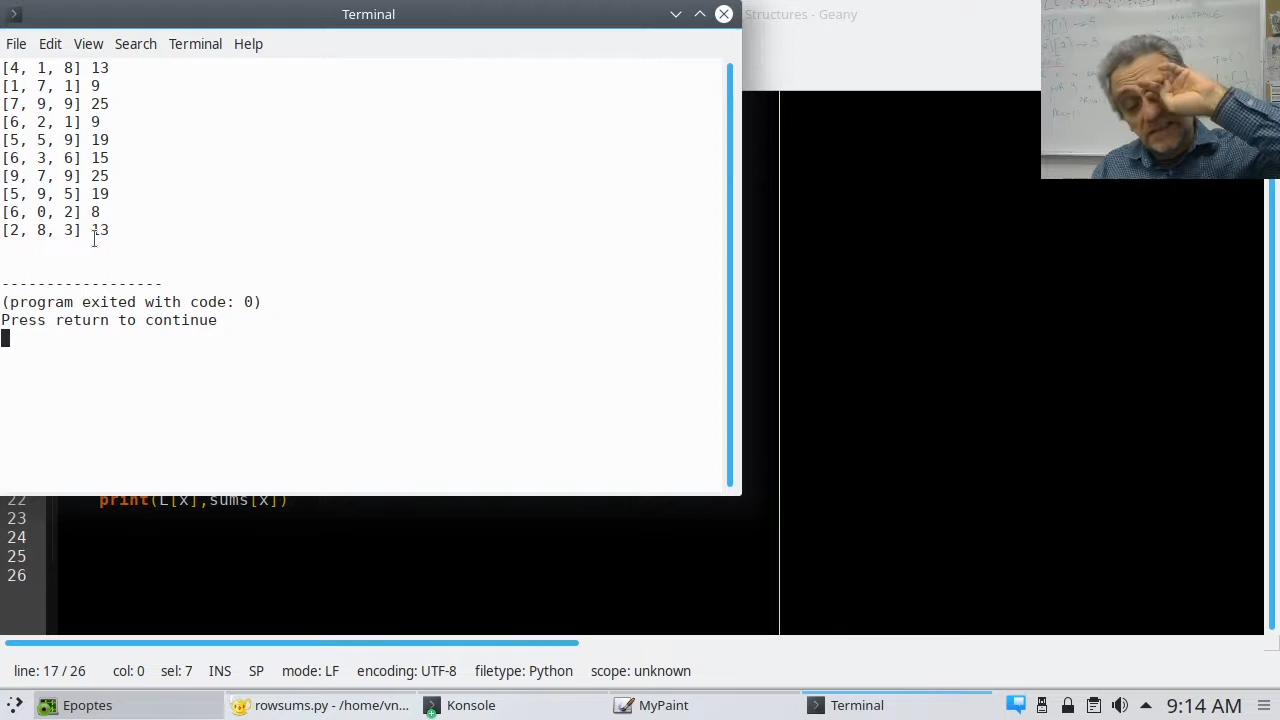 Terminal
Structures - Geany
File Edit View Search Terminal Help
[4, 1, 8] 13
[1, 7, 1] 9
[7, 9, 9] 25
[6, 2, 1] 9
[5, 5, 9] 19
[6, 3, 6] 15
[9, 7, 9] 25
[5, 9, 5] 19
[6, 0, 2] 8
[2, 8, 3] 13
------------------
(program exited with code: 0)
Press return to continue
22 print(L[x],sums[x])
23
24
25
26
line: 17 / 26 col: 0 sel: 7 INS SP mode: LF encoding: UTF-8 filetype: Python scope: unknown
Epoptes rowsums.py - /home/vn... Konsole MyPaint Terminal 9:14 AM